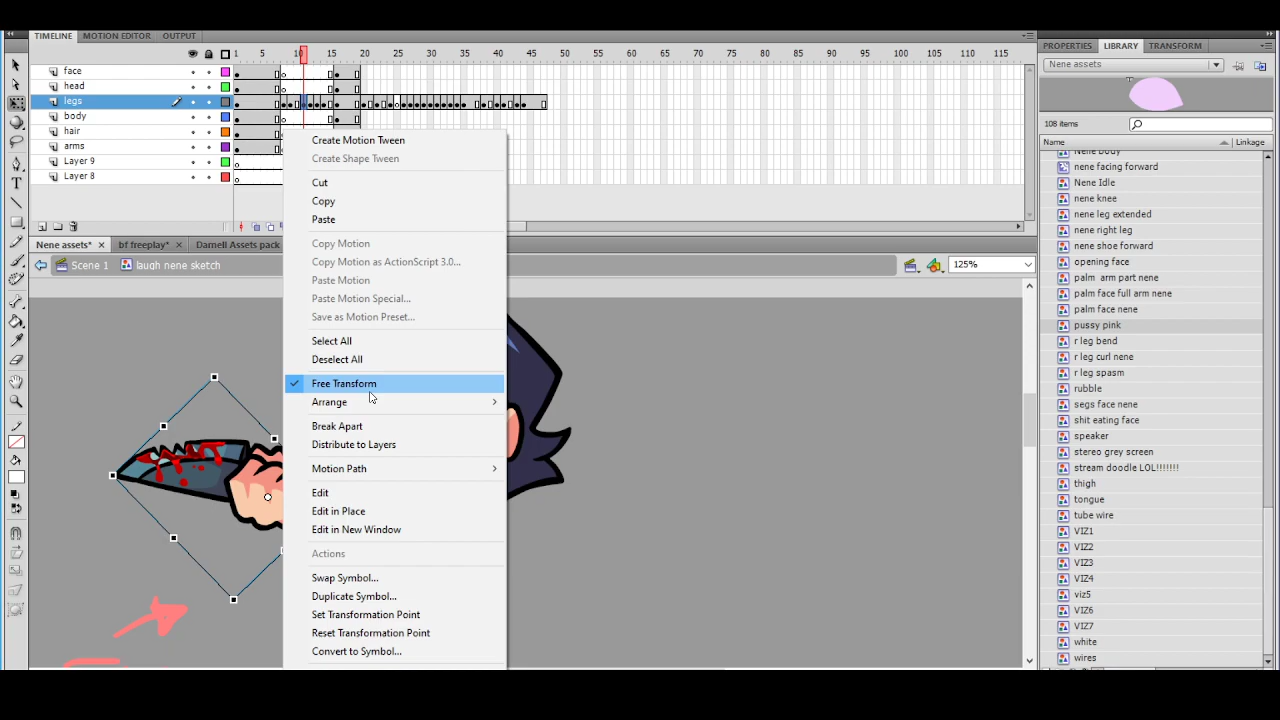 TIMELINE MOTION EDITOR OUTPUT
1 5 10 15 20 25 30 35 40 45 50 55 60 65 70 75 80 85 90 95 100 105 110 115
face
head
legs
body
hair
arms
Layer 9
Layer 8
Nene assets* × bf freeplay* × Darnell Assets pack
Scene 1 laugh nene sketch
125%
Create Motion Tween
Create Shape Tween
Cut
Copy
Paste
Copy Motion
Copy Motion as ActionScript 3.0...
Paste Motion
Paste Motion Special...
Save as Motion Preset...
Select All
Deselect All
Free Transform
Arrange
Break Apart
Distribute to Layers
Motion Path
Edit
Edit in Place
Edit in New Window
Actions
Swap Symbol...
Duplicate Symbol...
Set Transformation Point
Reset Transformation Point
Convert to Symbol...
PROPERTIES LIBRARY TRANSFORM
Nene assets
108 items
Name Linkage
Nene Body
nene facing forward
Nene Idle
nene knee
nene leg extended
nene right leg
nene shoe forward
opening face
palm arm part nene
palm face full arm nene
palm face nene
pussy pink
r leg bend
r leg curl nene
r leg spasm
rubble
segs face nene
shit eating face
speaker
stereo grey screen
stream doodle LOL!!!!!!!
thigh
tongue
tube wire
VIZ1
VIZ2
VIZ3
VIZ4
viz5
VIZ6
VIZ7
white
wires